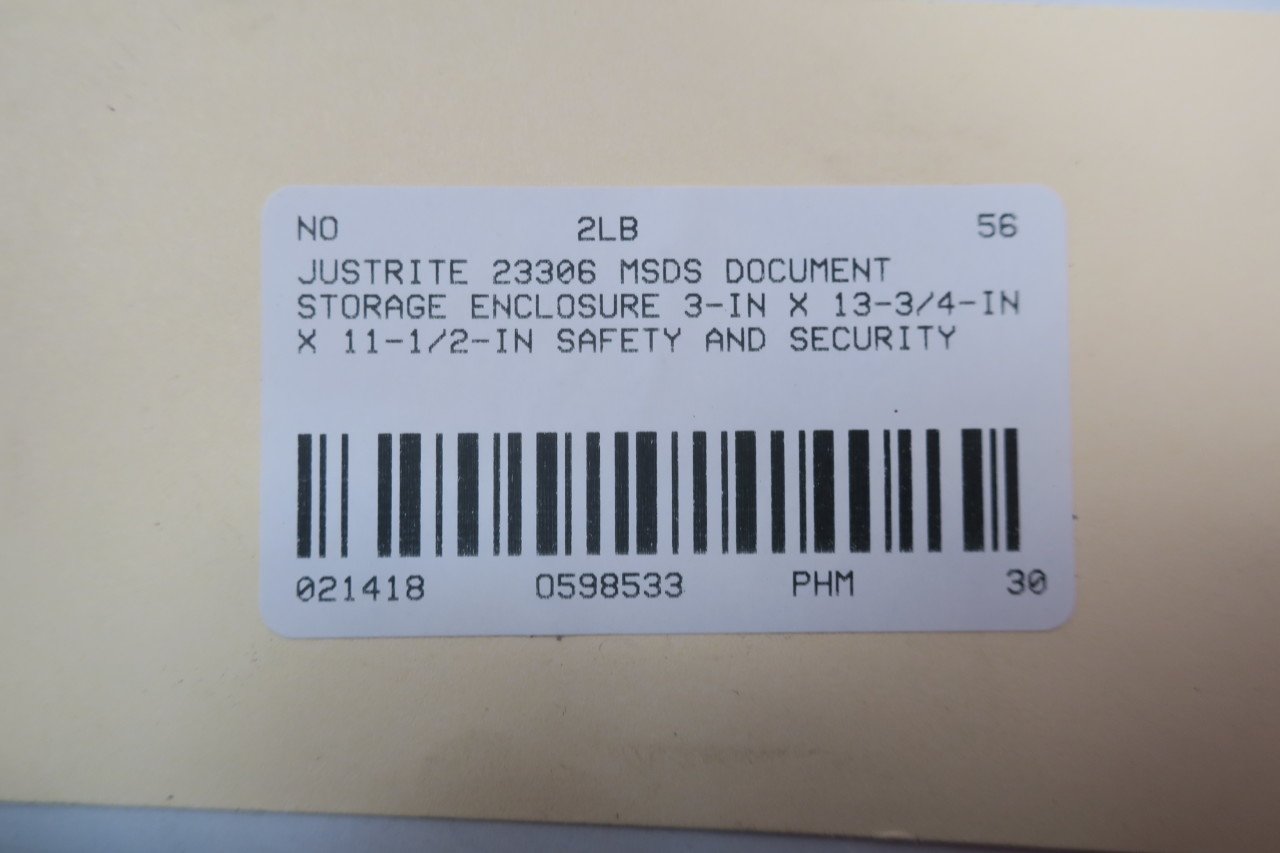 NO 2LB 56
JUSTRITE 23306 MSDS DOCUMENT
STORAGE ENCLOSURE 3-IN X 13-3/4-IN
X 11-1/2-IN SAFETY AND SECURITY
021418 O598533 PHM 30